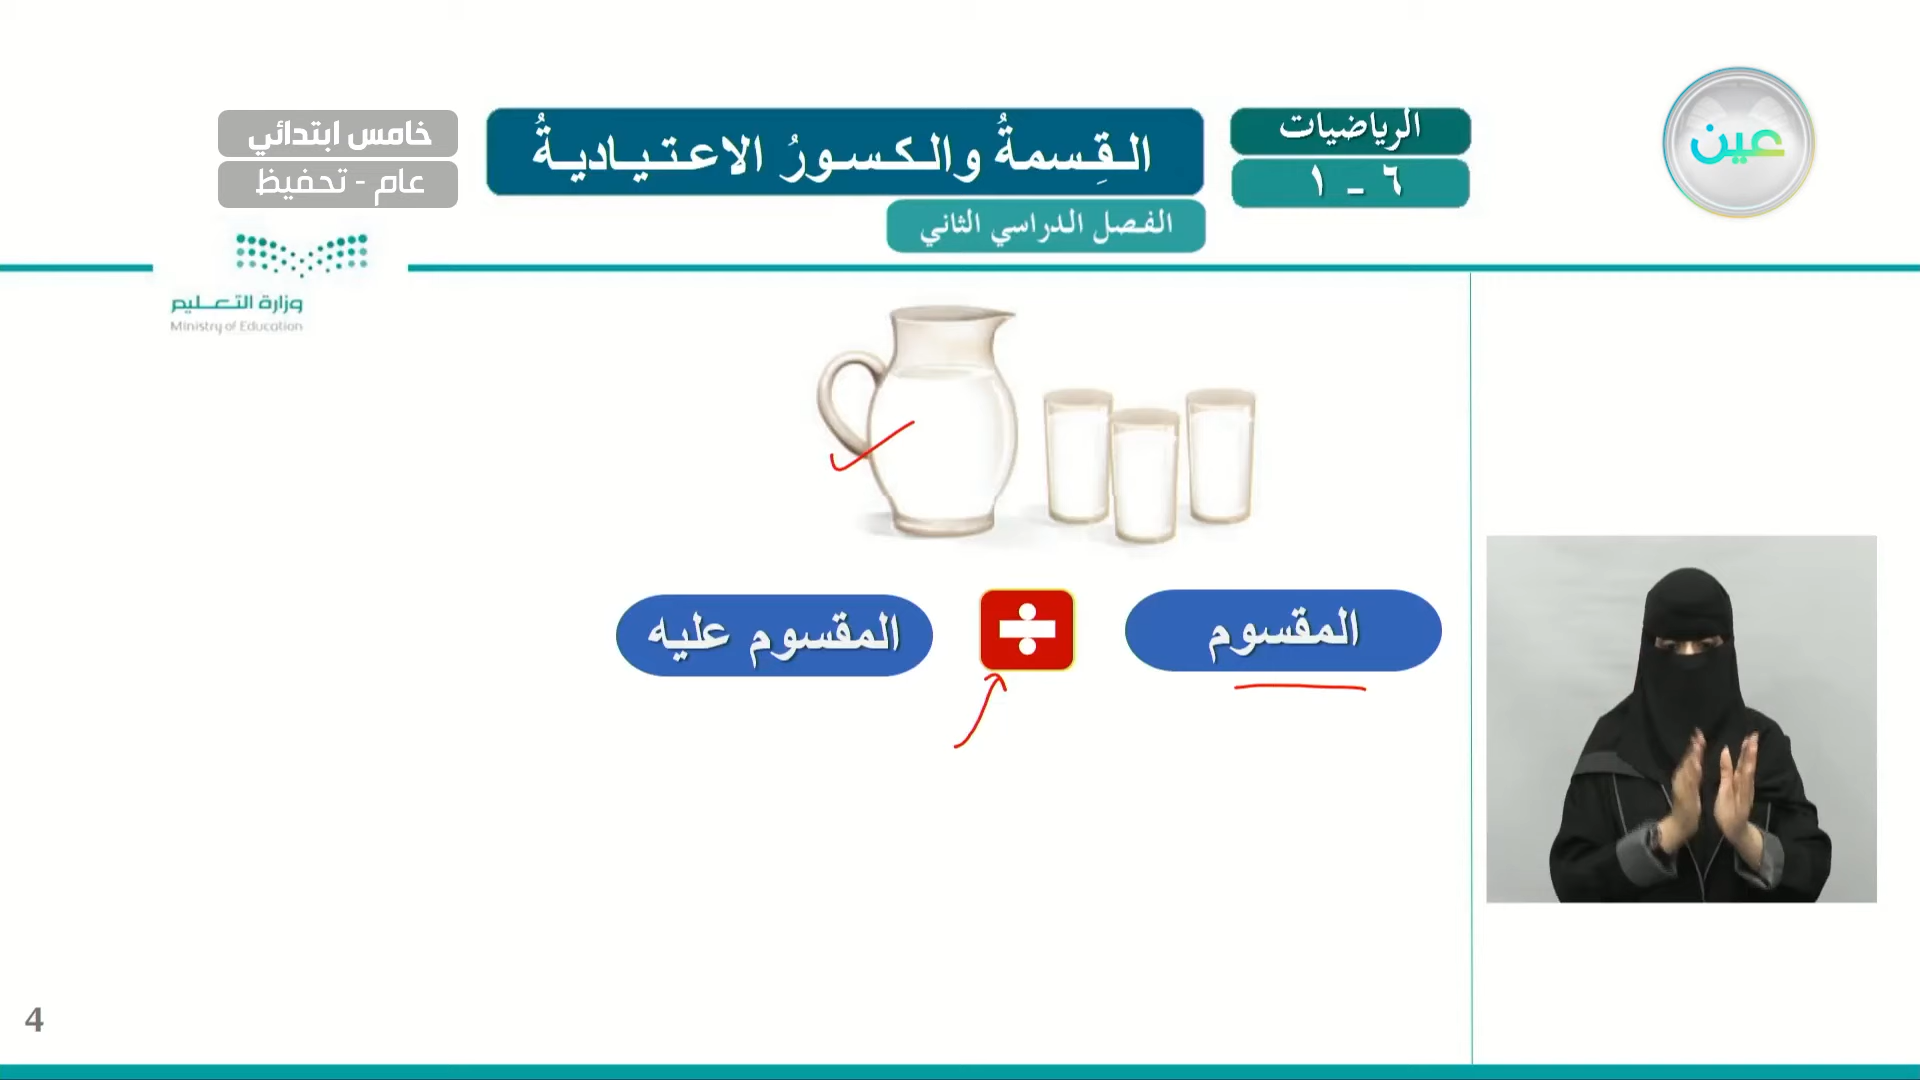 عين
الرياضيات
٦ - ١
القِسمةُ والكسورُ الاعتياديةُ
الفصل الدراسي الثاني
خامس ابتدائي
عام - تحفيظ
وزارة التعليم
Ministry of Education
المقسوم
÷
المقسوم عليه
4